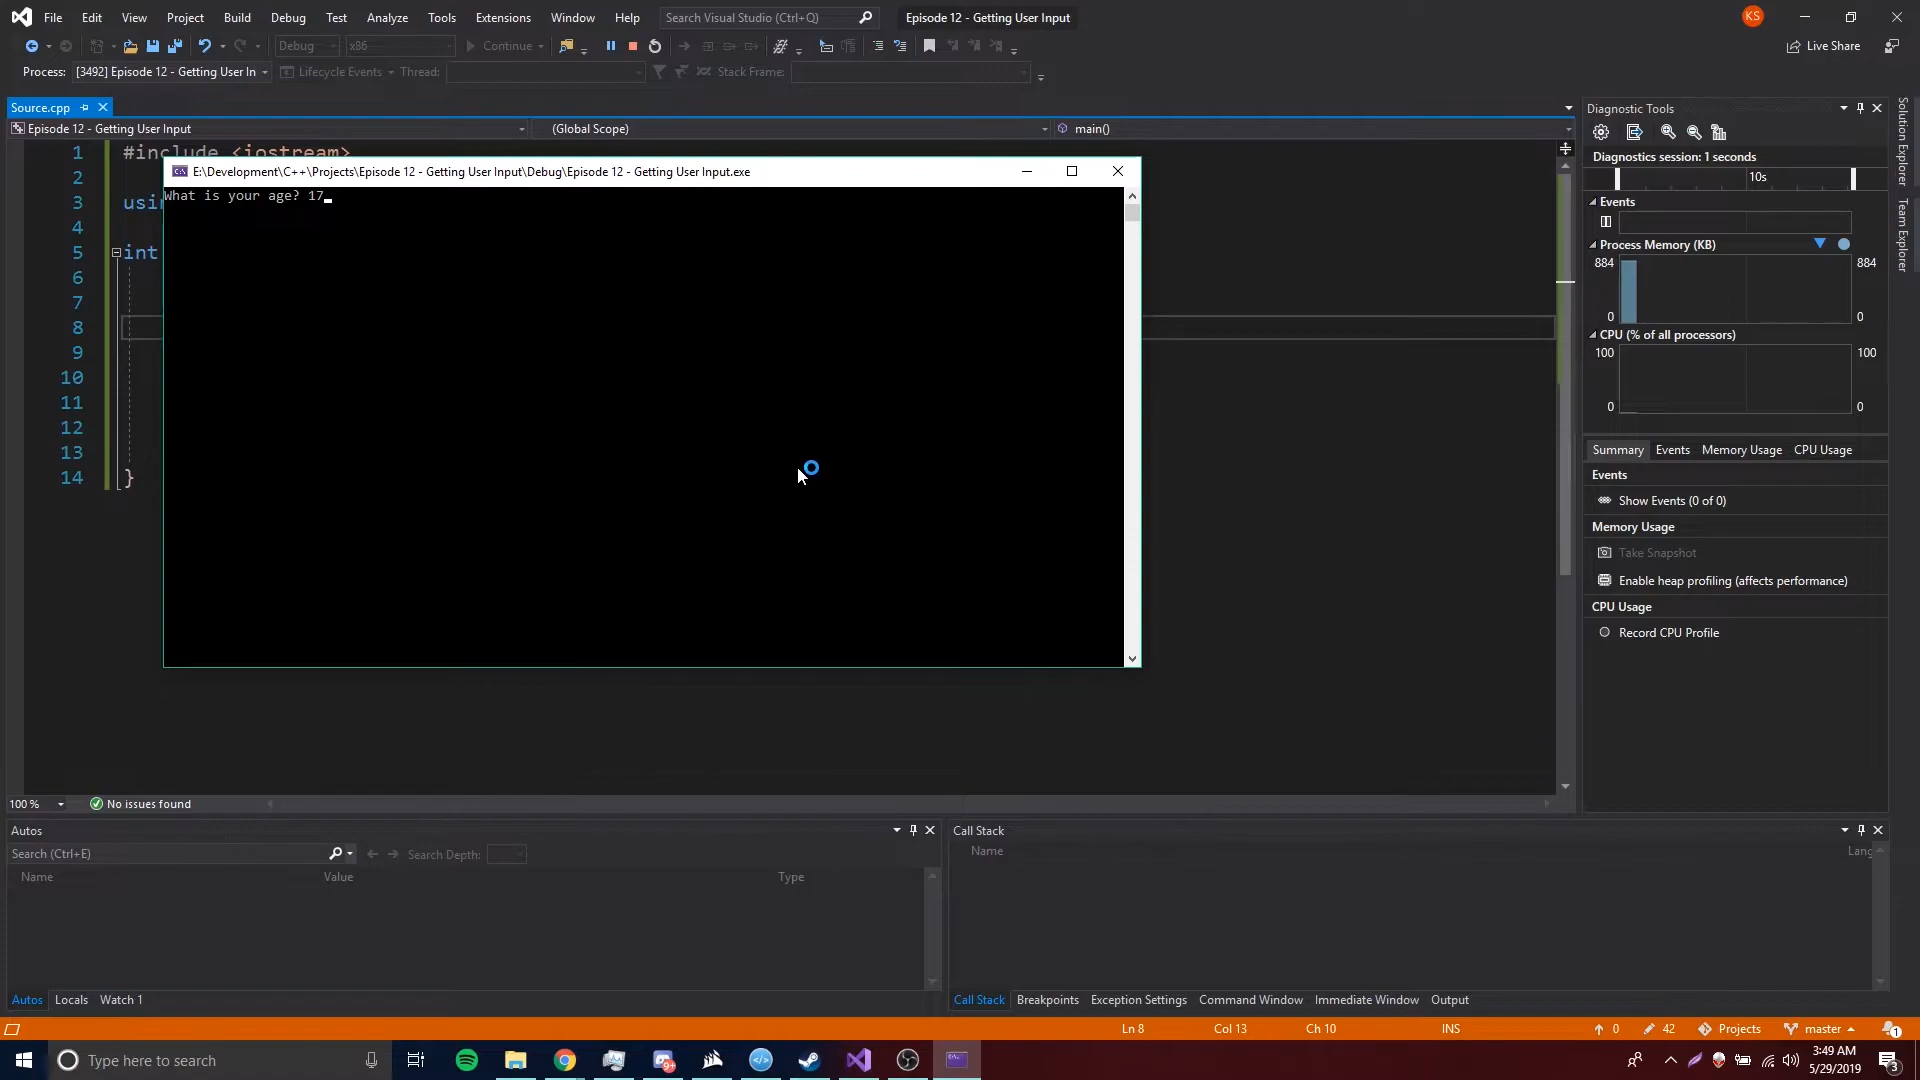 File Edit View Project Build Debug Test Analyze Tools Extensions Window Help Search Visual Studio (Ctrl+Q) Episode 12 - Getting User Input KS
Debug x86 Continue Live Share
Process: [3492] Episode 12 - Getting User In Lifecycle Events Thread: Stack Frame:
Source.cpp
Episode 12 - Getting User Input (Global Scope) main()
1 #include <iostream>
2
3 usin
4
5 int
6
7
8
9
10
11
12
13
14 }
E:\Development\C++\Projects\Episode 12 - Getting User Input\Debug\Episode 12 - Getting User Input.exe
What is your age? 17
Diagnostic Tools
Diagnostics session: 1 seconds
10s
Events
Process Memory (KB)
884 884
0 0
CPU (% of all processors)
100 100
0 0
Summary Events Memory Usage CPU Usage
Events
Show Events (0 of 0)
Memory Usage
Take Snapshot
Enable heap profiling (affects performance)
CPU Usage
Record CPU Profile
Solution Explorer
Team Explorer
100 % No issues found
Autos
Search (Ctrl+E) Search Depth:
Name Value Type
Autos Locals Watch 1
Call Stack
Name Lang
Call Stack Breakpoints Exception Settings Command Window Immediate Window Output
Ln 8 Col 13 Ch 10 INS 0 42 Projects master 1
Type here to search
9+
3:49 AM
5/29/2019
3